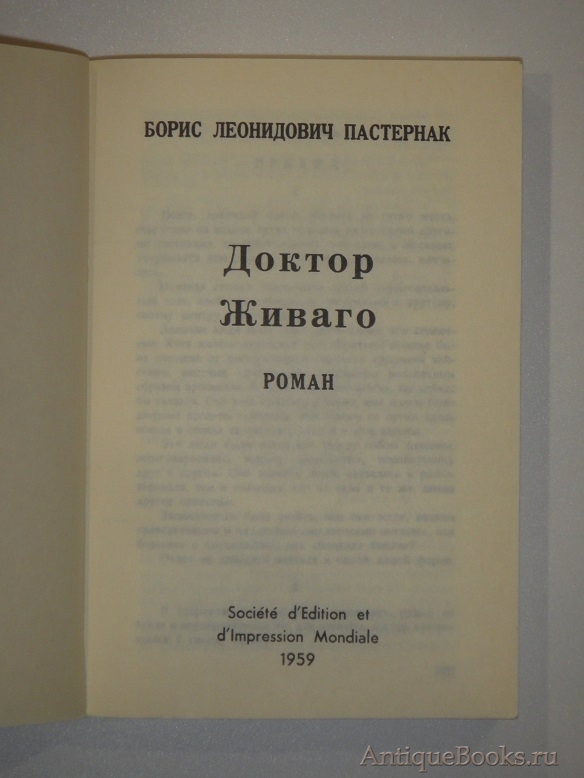 БОРИС ЛЕОНИДОВИЧ ПАСТЕРНАК
Доктор
Живаго
РОМАН
Société d'Edition et
d'Impression Mondiale
1959
AntiqueBooks.ru